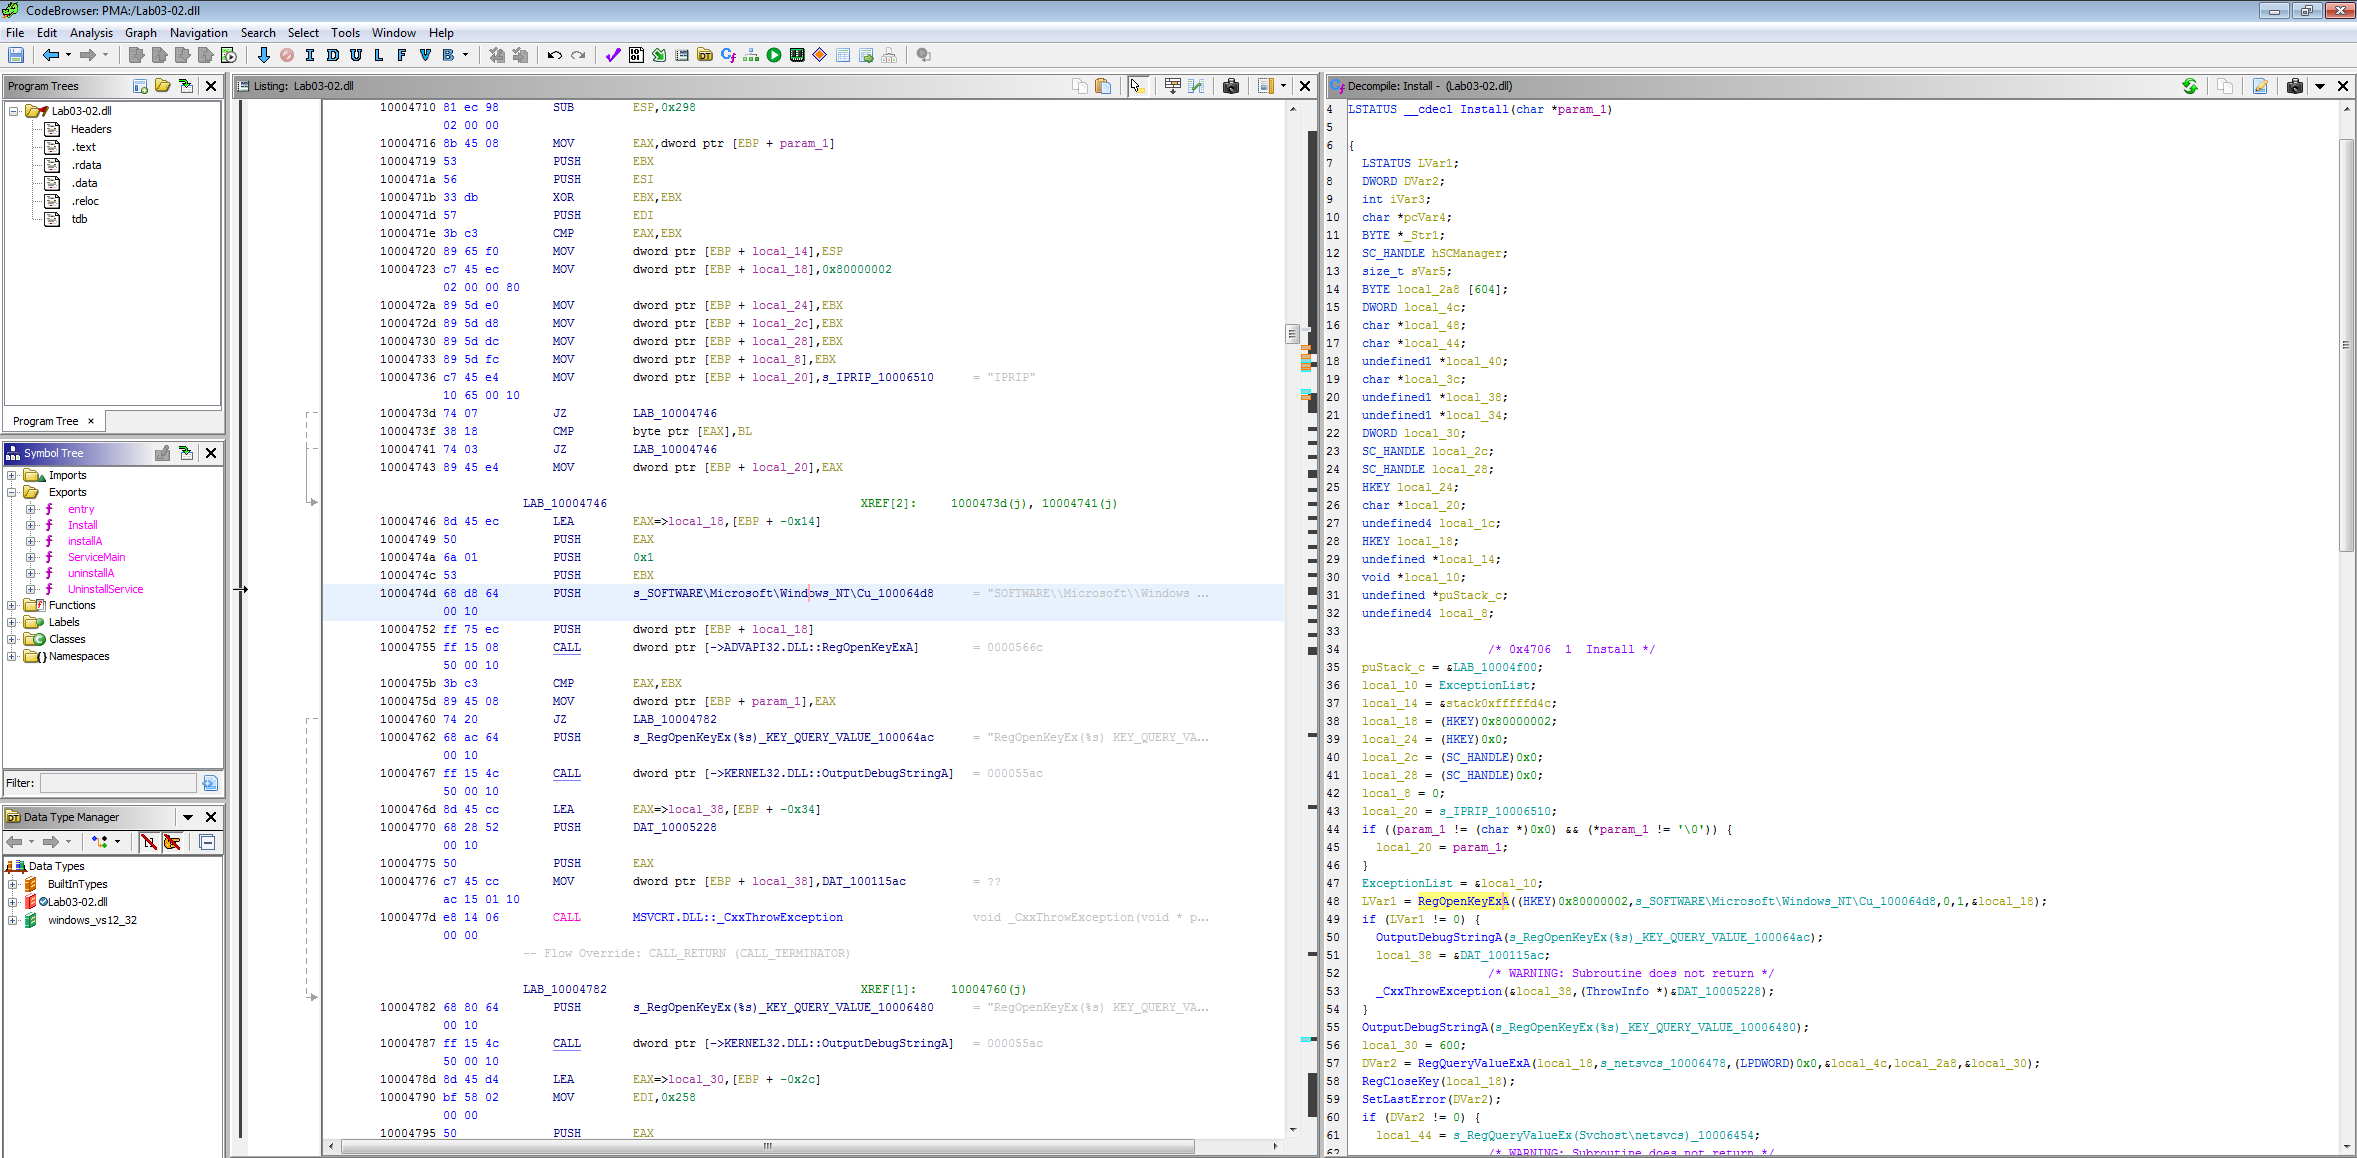 CodeBrowser: PMA:/Lab03-02.dll
File Edit Analysis Graph Navigation Search Select Tools Window Help
I D U L F V B
Program Trees
Lab03-02.dll
Headers
.text
.rdata
.data
.reloc
tdb
Program Tree ×
Symbol Tree
Imports
Exports
entry
Install
installA
ServiceMain
uninstallA
UninstallService
Functions
Labels
Classes
Namespaces
Filter:
Data Type Manager
Data Types
BuiltInTypes
Lab03-02.dll
windows_vs12_32
Listing: Lab03-02.dll
10004710 81 ec 98 SUB ESP,0x298
02 00 00
10004716 8b 45 08 MOV EAX,dword ptr [EBP + param_1]
10004719 53 PUSH EBX
1000471a 56 PUSH ESI
1000471b 33 db XOR EBX,EBX
1000471d 57 PUSH EDI
1000471e 3b c3 CMP EAX,EBX
10004720 89 65 f0 MOV dword ptr [EBP + local_14],ESP
10004723 c7 45 ec MOV dword ptr [EBP + local_18],0x80000002
02 00 00 80
1000472a 89 5d e0 MOV dword ptr [EBP + local_24],EBX
1000472d 89 5d d8 MOV dword ptr [EBP + local_2c],EBX
10004730 89 5d dc MOV dword ptr [EBP + local_28],EBX
10004733 89 5d fc MOV dword ptr [EBP + local_8],EBX
10004736 c7 45 e4 MOV dword ptr [EBP + local_20],s_IPRIP_10006510 = "IPRIP"
10 65 00 10
1000473d 74 07 JZ LAB_10004746
1000473f 38 18 CMP byte ptr [EAX],BL
10004741 74 03 JZ LAB_10004746
10004743 89 45 e4 MOV dword ptr [EBP + local_20],EAX
LAB_10004746 XREF[2]: 1000473d(j), 10004741(j)
10004746 8d 45 ec LEA EAX=>local_18,[EBP + -0x14]
10004749 50 PUSH EAX
1000474a 6a 01 PUSH 0x1
1000474c 53 PUSH EBX
1000474d 68 d8 64 PUSH s_SOFTWARE\Microsoft\Windows_NT\Cu_100064d8 = "SOFTWARE\\Microsoft\\Windows ...
00 10
10004752 ff 75 ec PUSH dword ptr [EBP + local_18]
10004755 ff 15 08 CALL dword ptr [->ADVAPI32.DLL::RegOpenKeyExA] = 0000566c
50 00 10
1000475b 3b c3 CMP EAX,EBX
1000475d 89 45 08 MOV dword ptr [EBP + param_1],EAX
10004760 74 20 JZ LAB_10004782
10004762 68 ac 64 PUSH s_RegOpenKeyEx(%s)_KEY_QUERY_VALUE_100064ac = "RegOpenKeyEx(%s) KEY_QUERY_VA...
00 10
10004767 ff 15 4c CALL dword ptr [->KERNEL32.DLL::OutputDebugStringA] = 000055ac
50 00 10
1000476d 8d 45 cc LEA EAX=>local_38,[EBP + -0x34]
10004770 68 28 52 PUSH DAT_10005228
00 10
10004775 50 PUSH EAX
10004776 c7 45 cc MOV dword ptr [EBP + local_38],DAT_100115ac = ??
ac 15 01 10
1000477d e8 14 06 CALL MSVCRT.DLL::_CxxThrowException void _CxxThrowException(void * p...
00 00
-- Flow Override: CALL_RETURN (CALL_TERMINATOR)
LAB_10004782 XREF[1]: 10004760(j)
10004782 68 80 64 PUSH s_RegOpenKeyEx(%s)_KEY_QUERY_VALUE_10006480 = "RegOpenKeyEx(%s) KEY_QUERY_VA...
00 10
10004787 ff 15 4c CALL dword ptr [->KERNEL32.DLL::OutputDebugStringA] = 000055ac
50 00 10
1000478d 8d 45 d4 LEA EAX=>local_30,[EBP + -0x2c]
10004790 bf 58 02 MOV EDI,0x258
00 00
10004795 50 PUSH EAX
Decompile: Install - (Lab03-02.dll)
4 LSTATUS __cdecl Install(char *param_1)
5
6 {
7 LSTATUS LVar1;
8 DWORD DVar2;
9 int iVar3;
10 char *pcVar4;
11 BYTE *_Str1;
12 SC_HANDLE hSCManager;
13 size_t sVar5;
14 BYTE local_2a8 [604];
15 DWORD local_4c;
16 char *local_48;
17 char *local_44;
18 undefined1 *local_40;
19 char *local_3c;
20 undefined1 *local_38;
21 undefined1 *local_34;
22 DWORD local_30;
23 SC_HANDLE local_2c;
24 SC_HANDLE local_28;
25 HKEY local_24;
26 char *local_20;
27 undefined4 local_1c;
28 HKEY local_18;
29 undefined *local_14;
30 void *local_10;
31 undefined *puStack_c;
32 undefined4 local_8;
33
34 /* 0x4706 1 Install */
35 puStack_c = &LAB_10004f00;
36 local_10 = ExceptionList;
37 local_14 = &stack0xfffffd4c;
38 local_18 = (HKEY)0x80000002;
39 local_24 = (HKEY)0x0;
40 local_2c = (SC_HANDLE)0x0;
41 local_28 = (SC_HANDLE)0x0;
42 local_8 = 0;
43 local_20 = s_IPRIP_10006510;
44 if ((param_1 != (char *)0x0) && (*param_1 != '\0')) {
45 local_20 = param_1;
46 }
47 ExceptionList = &local_10;
48 LVar1 = RegOpenKeyExA((HKEY)0x80000002,s_SOFTWARE\Microsoft\Windows_NT\Cu_100064d8,0,1,&local_18);
49 if (LVar1 != 0) {
50 OutputDebugStringA(s_RegOpenKeyEx(%s)_KEY_QUERY_VALUE_100064ac);
51 local_38 = &DAT_100115ac;
52 /* WARNING: Subroutine does not return */
53 _CxxThrowException(&local_38,(ThrowInfo *)&DAT_10005228);
54 }
55 OutputDebugStringA(s_RegOpenKeyEx(%s)_KEY_QUERY_VALUE_10006480);
56 local_30 = 600;
57 DVar2 = RegQueryValueExA(local_18,s_netsvcs_10006478,(LPDWORD)0x0,&local_4c,local_2a8,&local_30);
58 RegCloseKey(local_18);
59 SetLastError(DVar2);
60 if (DVar2 != 0) {
61 local_44 = s_RegQueryValueEx(Svchost\netsvcs)_10006454;
62 /* WARNING: Subroutine does not return */